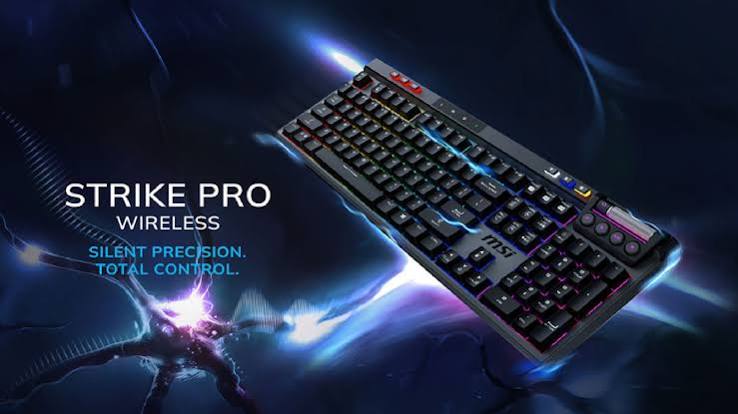 STRIKE PRO
WIRELESS
SILENT PRECISION.
TOTAL CONTROL.
msi